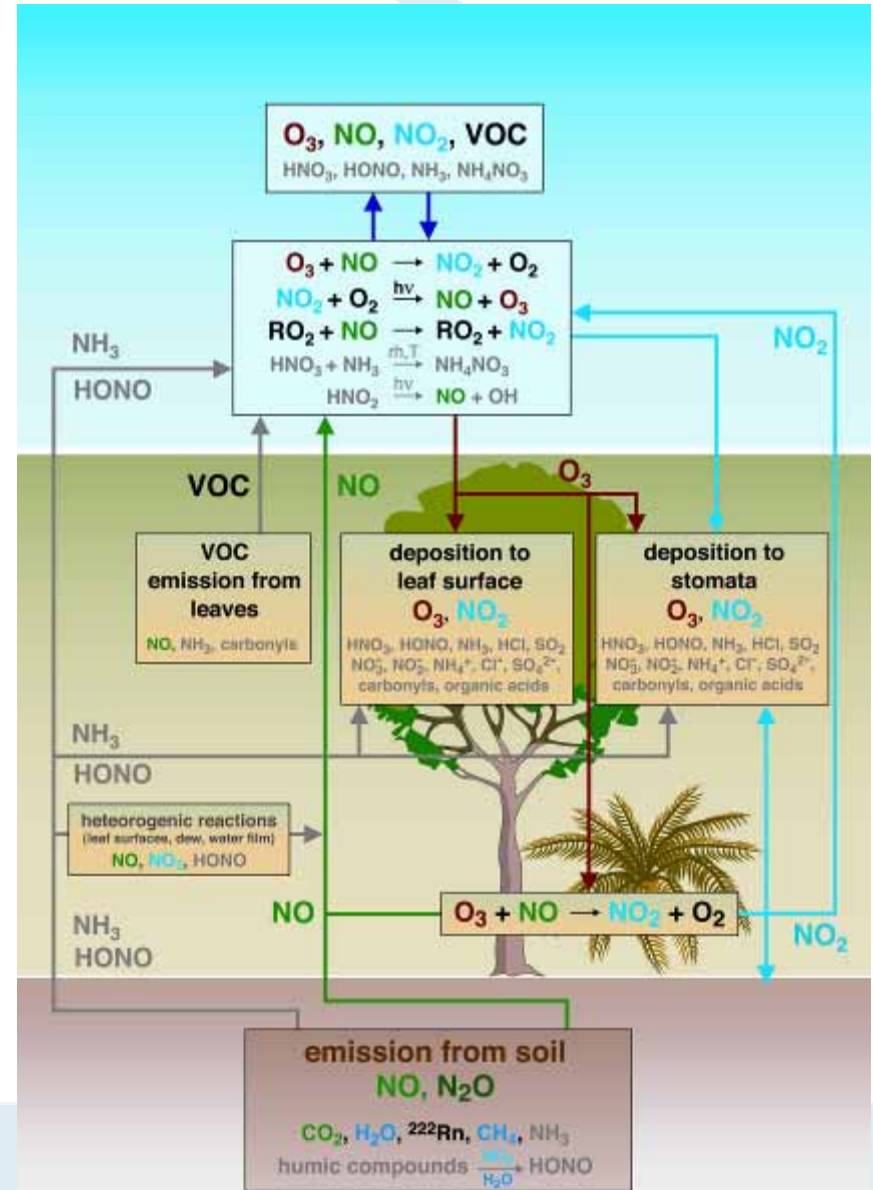 O₃, NO, NO₂, VOC
HNO₃, HONO, NH₃, NH₄NO₃
O₃ + NO → NO₂ + O₂
NO₂ + O₂ hν→ NO + O₃
RO₂ + NO → RO₂ + NO₂
HNO₃ + NH₃ rh,T→ NH₄NO₃
HNO₂ hν→ NO + OH
NH₃
HONO
NO₂
VOC
NO
O₃
VOC
emission from
leaves
NO, NH₃, carbonyls
deposition to
leaf surface
O₃, NO₂
HNO₃, HONO, NH₃, HCl, SO₂
NO₃⁻, NO₂⁻, NH₄⁺, Cl⁻, SO₄²⁻,
carbonyls, organic acids
deposition to
stomata
O₃, NO₂
HNO₃, HONO, NH₃, HCl, SO₂
NO₃⁻, NO₂⁻, NH₄⁺, Cl⁻, SO₄²⁻,
carbonyls, organic acids
NH₃
HONO
heteorogenic reactions
(leaf surfaces, dew, water film)
NO, NO₂, HONO
NO
O₃ + NO → NO₂ + O₂
NO₂
NH₃
HONO
emission from soil
NO, N₂O
CO₂, H₂O, ²²²Rn, CH₄, NH₃
humic compounds NO₂ H₂O→ HONO